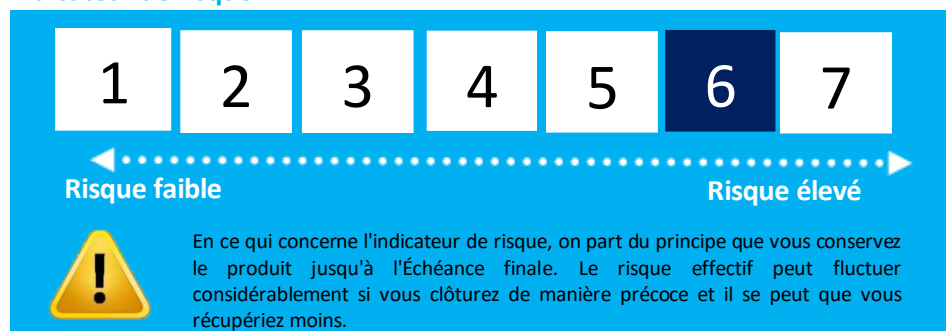 1 2 3 4 5 6 7
Risque faible Risque élevé
En ce qui concerne l'indicateur de risque, on part du principe que vous conservez
le produit jusqu'à l'Échéance finale. Le risque effectif peut fluctuer
considérablement si vous clôturez de manière précoce et il se peut que vous
récupériez moins.